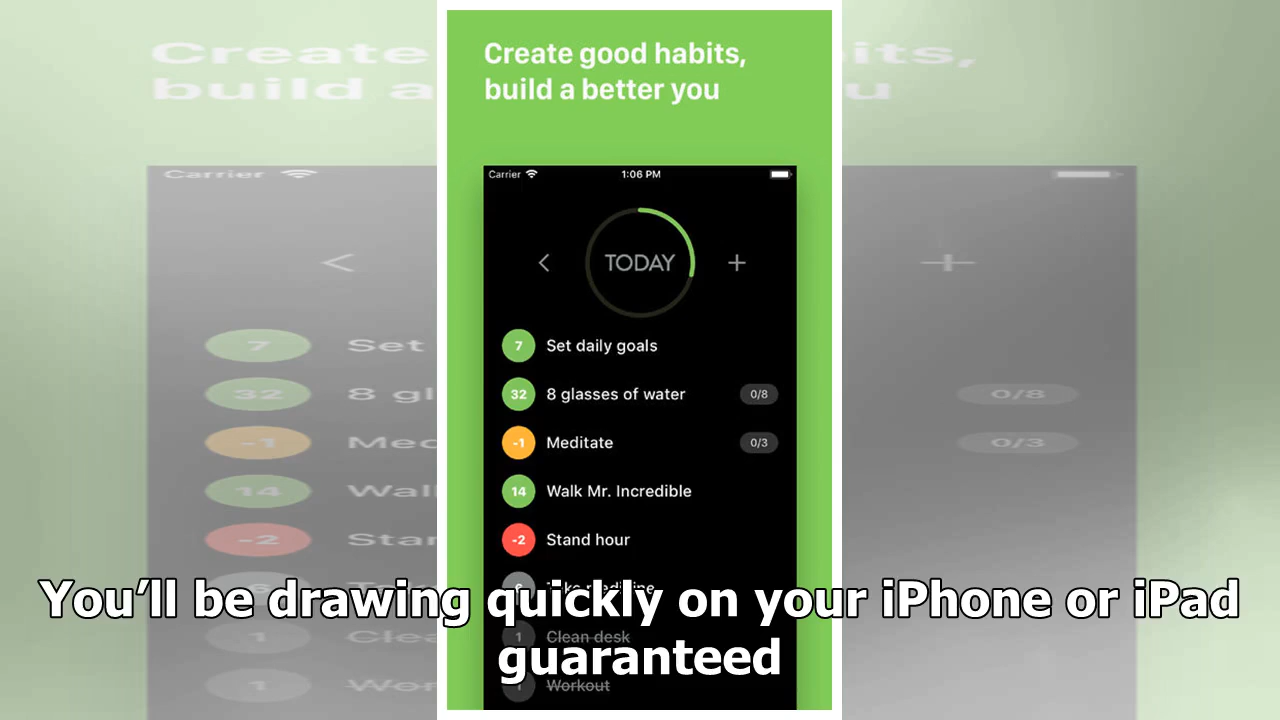 Create good habits,
build a better you
Carrier 1:06 PM
TODAY
7 Set daily goals
32 8 glasses of water 0/8
-1 Meditate 0/3
14 Walk Mr. Incredible
-2 Stand hour
You’ll be drawing quickly on your iPhone or iPad
1 Clean desk
guaranteed
1 Workout